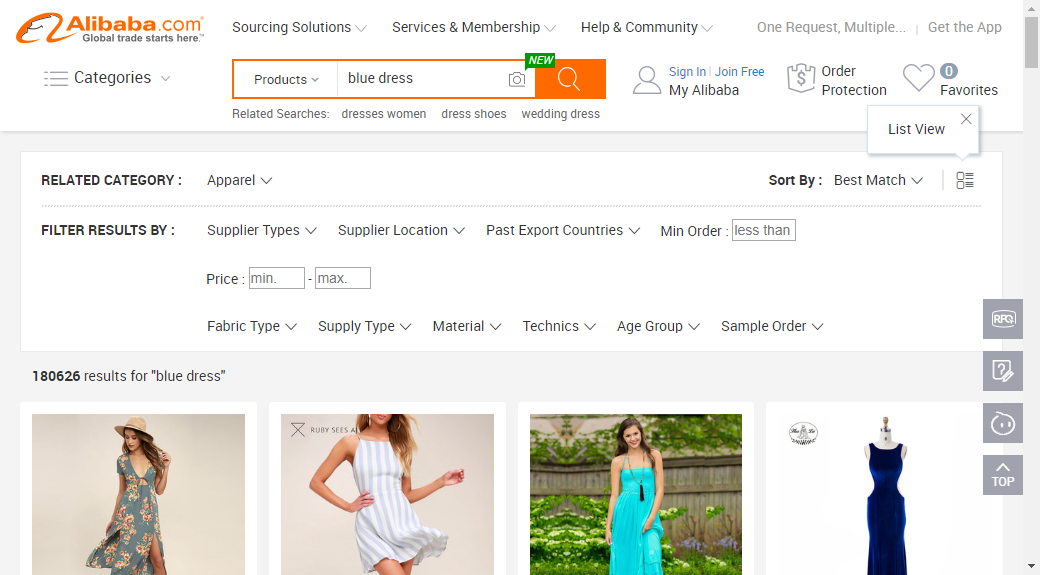 Alibaba.com
Global trade starts here.™
Sourcing Solutions
Services & Membership
Help & Community
One Request, Multiple... | Get the App
Categories
Products
blue dress
NEW
Sign In | Join Free
My Alibaba
Order
Protection
0
Favorites
Related Searches: dresses women dress shoes wedding dress
List View
RELATED CATEGORY : Apparel
Sort By : Best Match
FILTER RESULTS BY : Supplier Types Supplier Location Past Export Countries Min Order : less than
Price : min. - max.
Fabric Type Supply Type Material Technics Age Group Sample Order
RFQ
180626 results for "blue dress"
RUBY SEES A
TOP